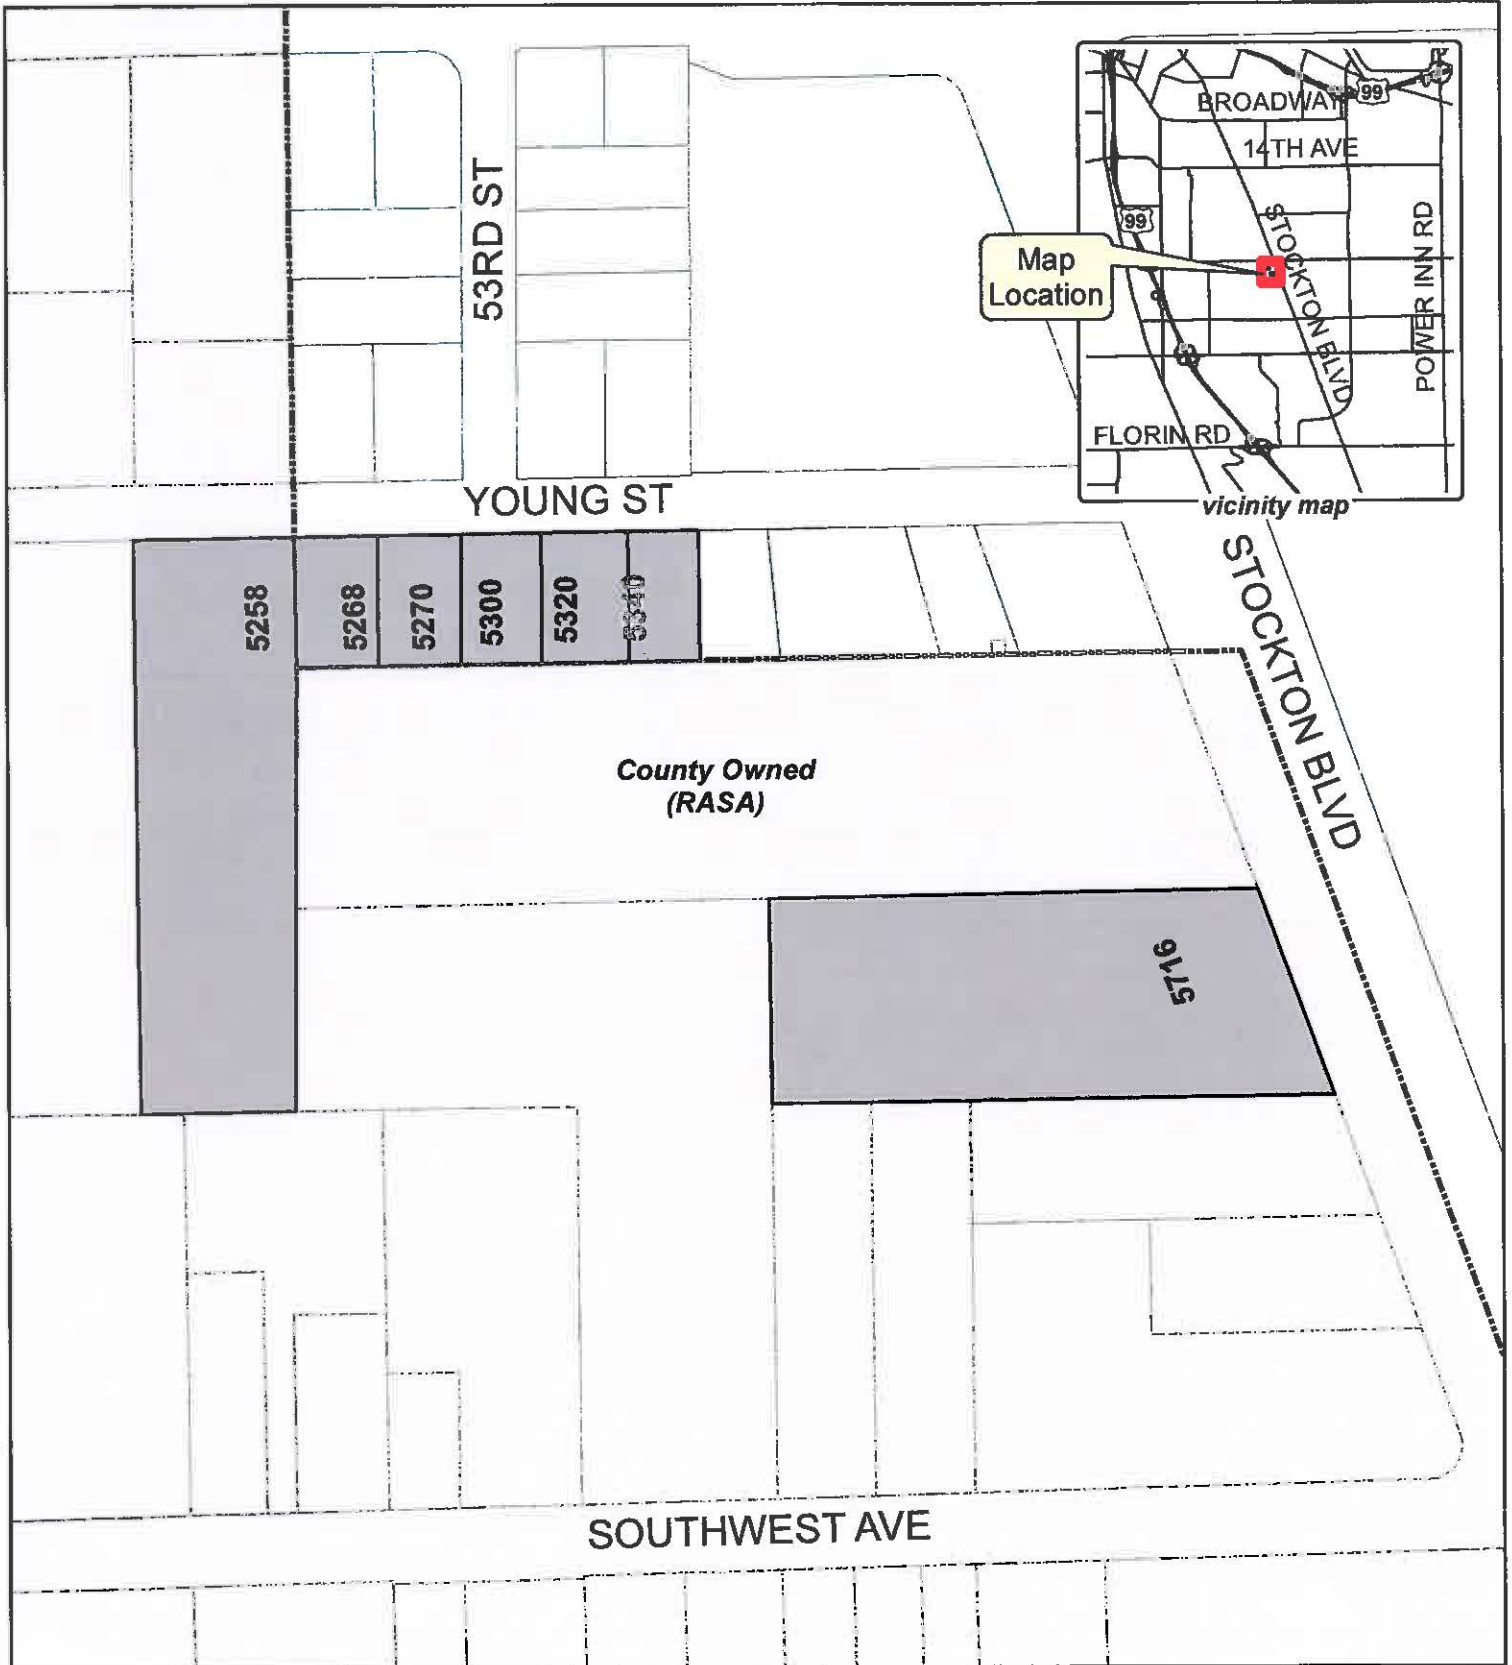 BROADWAY
99
14TH AVE
99
STOCKTON BLVD
POWER INN RD
Map
Location
FLORIN RD
vicinity map
53RD ST
YOUNG ST
STOCKTON BLVD
5258
5268
5270
5300
5320
5340
County Owned
(RASA)
5716
SOUTHWEST AVE